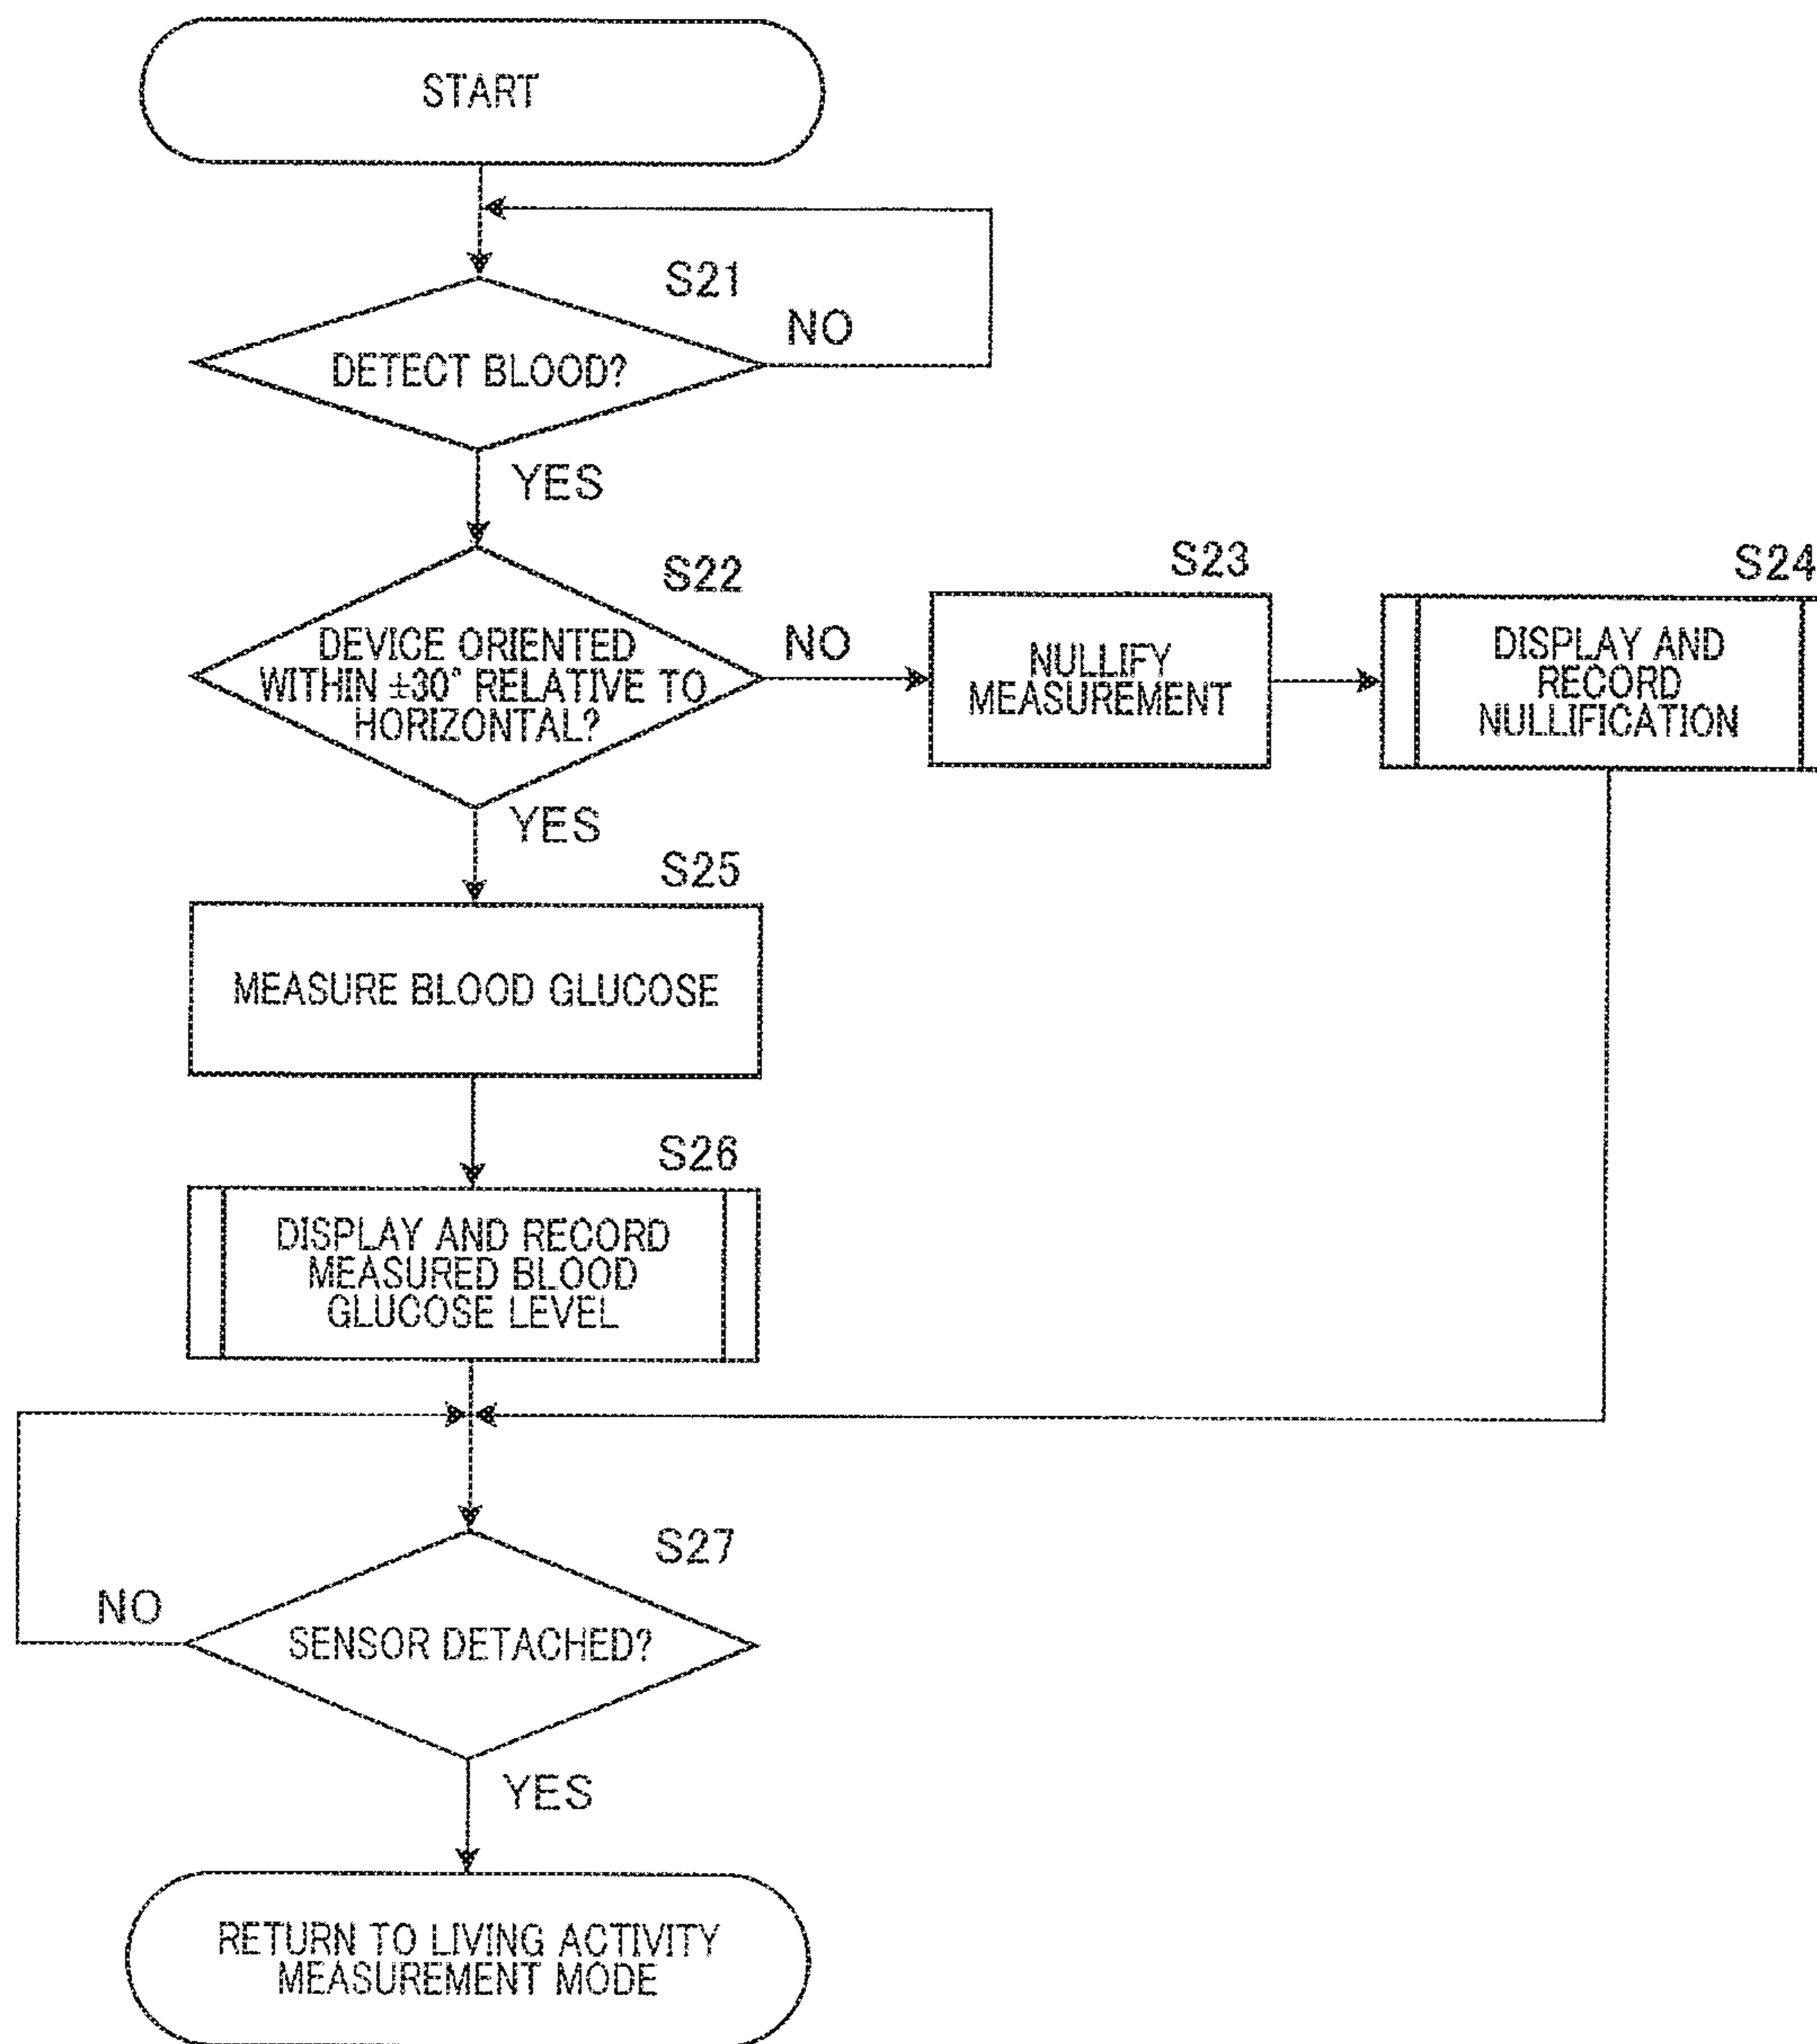 START
S21
NO
DETECT BLOOD?
YES
S22
DEVICE ORIENTED
WITHIN ±30° RELATIVE TO
HORIZONTAL?
NO
S23
NULLIFY
MEASUREMENT
S24
DISPLAY AND
RECORD
NULLIFICATION
YES
S25
MEASURE BLOOD GLUCOSE
S26
DISPLAY AND RECORD
MEASURED BLOOD
GLUCOSE LEVEL
S27
NO
SENSOR DETACHED?
YES
RETURN TO LIVING ACTIVITY
MEASUREMENT MODE